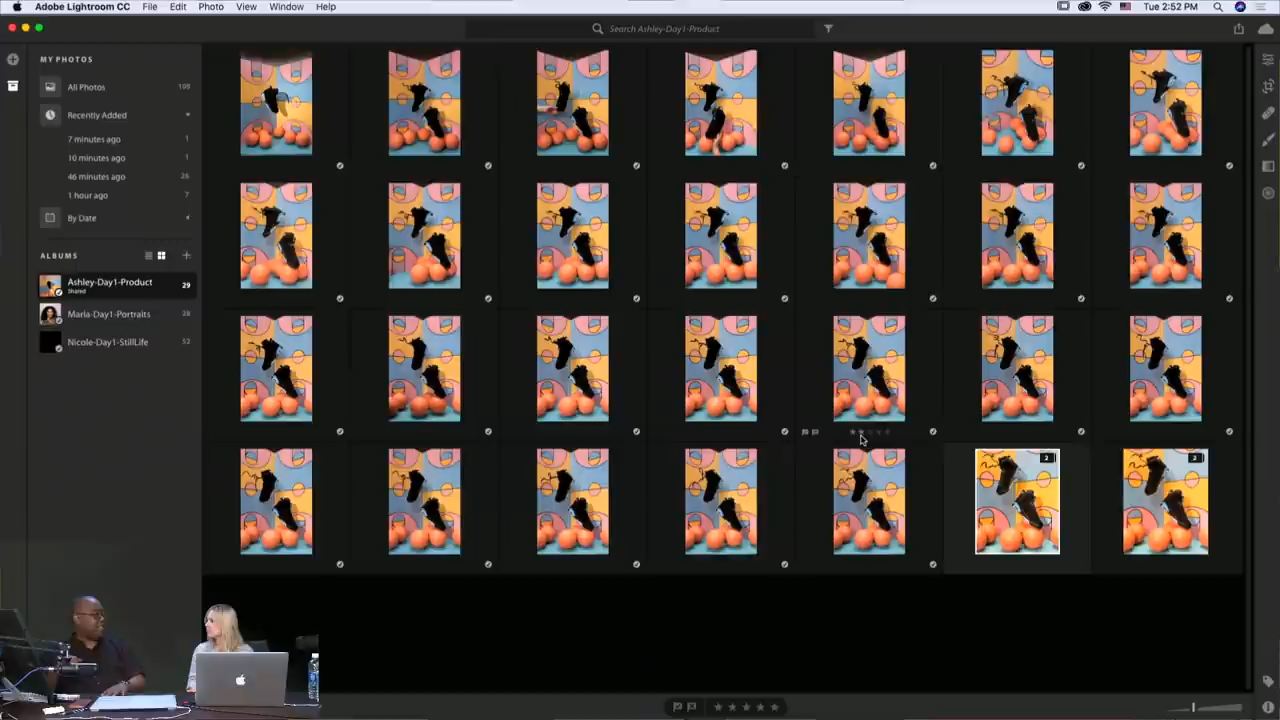 Adobe Lightroom CC File Edit Photo View Window Help Tue 2:52 PM
Search Ashley-Day1-Product
MY PHOTOS
All Photos 109
Recently Added
7 minutes ago 1
10 minutes ago 1
46 minutes ago 26
1 hour ago 7
By Date
ALBUMS
Ashley-Day1-Product 29
Shared
Maria-Day1-Portraits 28
Nicole-Day1-StillLife 52
2
2